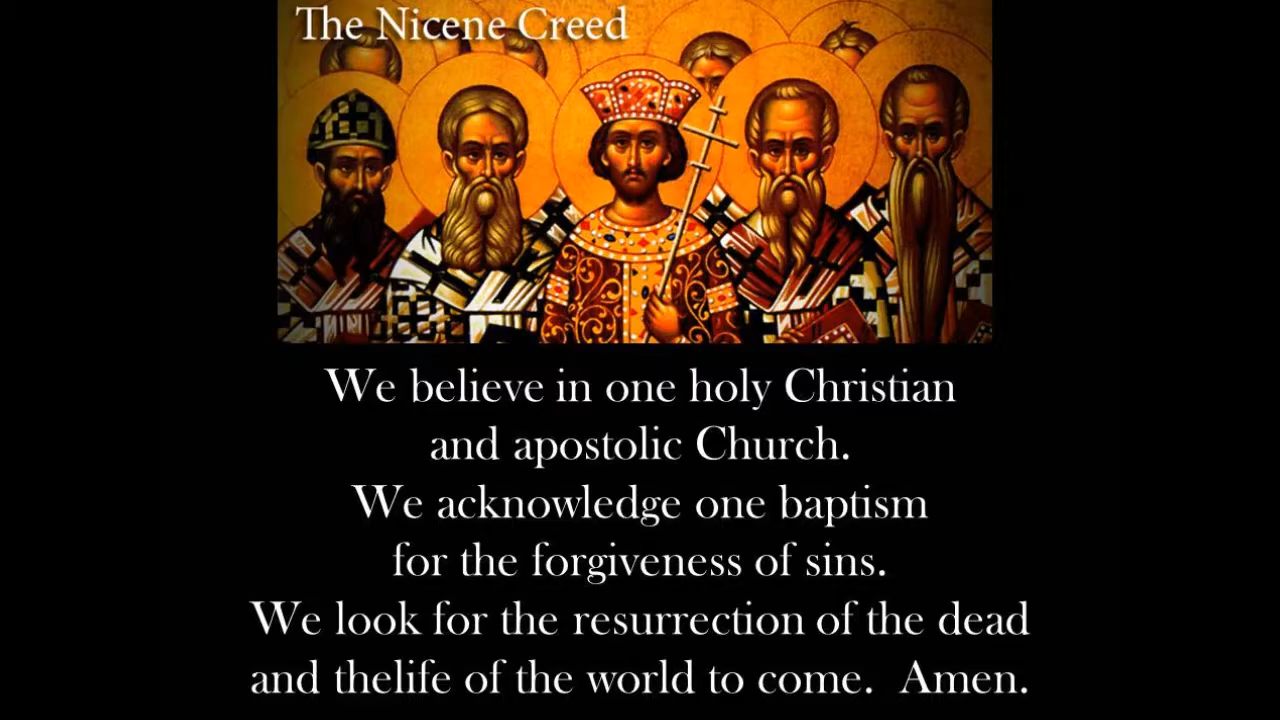 The Nicene Creed
We believe in one holy Christian
and apostolic Church.
We acknowledge one baptism
for the forgiveness of sins.
We look for the resurrection of the dead
and thelife of the world to come.  Amen.